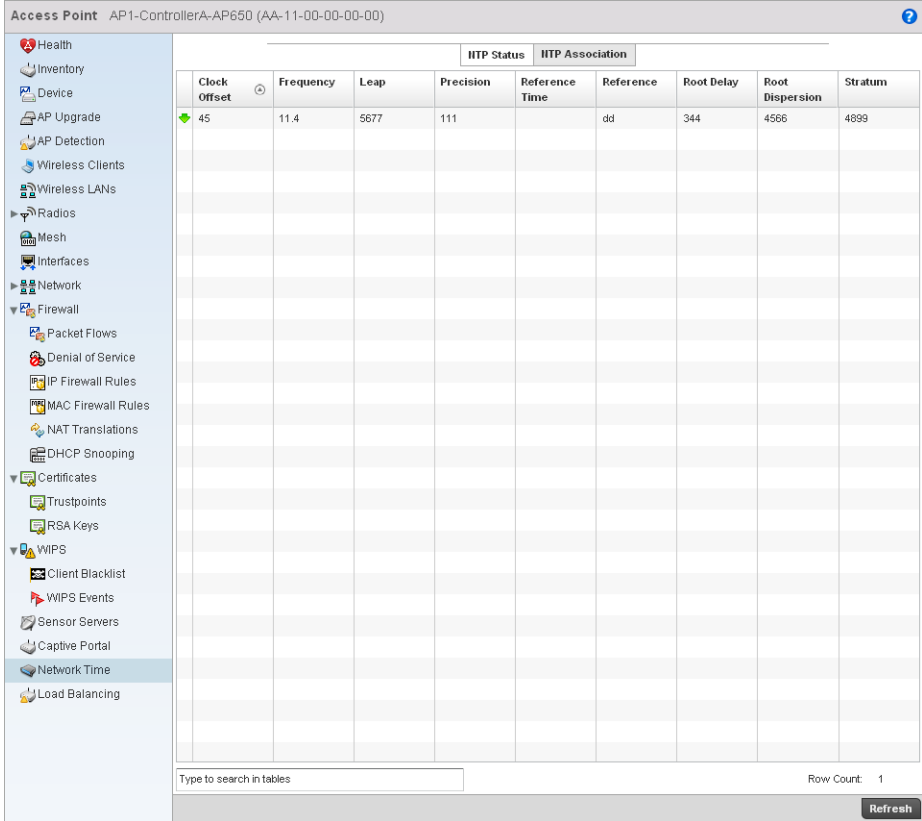 Access Point AP1-ControllerA-AP650 (AA-11-00-00-00-00)
?
Health
Inventory
Device
AP Upgrade
AP Detection
Wireless Clients
Wireless LANs
Radios
Mesh
Interfaces
Network
Firewall
Packet Flows
Denial of Service
IP Firewall Rules
MAC Firewall Rules
NAT Translations
DHCP Snooping
Certificates
Trustpoints
RSA Keys
WIPS
Client Blacklist
WIPS Events
Sensor Servers
Captive Portal
Network Time
Load Balancing
NTP Status NTP Association
Clock Offset Frequency Leap Precision Reference Time Reference Root Delay Root Dispersion Stratum
45 11.4 5677 111 dd 344 4566 4899
Type to search in tables Row Count: 1
Refresh